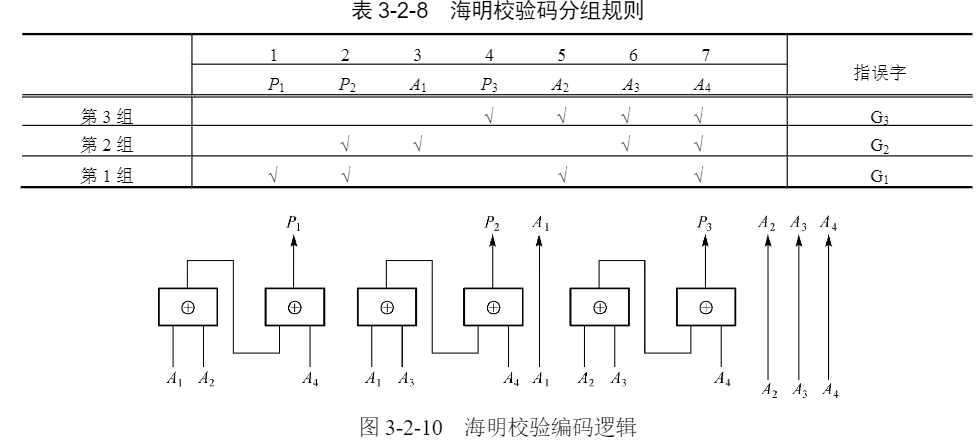 表 3-2-8 海明校验码分组规则
1 2 3 4 5 6 7 指误字
P1 P2 A1 P3 A2 A3 A4
第 3 组 √ √ √ √ G3
第 2 组 √ √ √ √ G2
第 1 组 √ √ √ √ G1
P1 P2 A1 P3 A2 A3 A4
⊕ ⊕ ⊕ ⊕ ⊕ ⊕
A1 A2 A4 A1 A3 A4 A1 A2 A3 A4 A2 A3 A4
图 3-2-10 海明校验编码逻辑